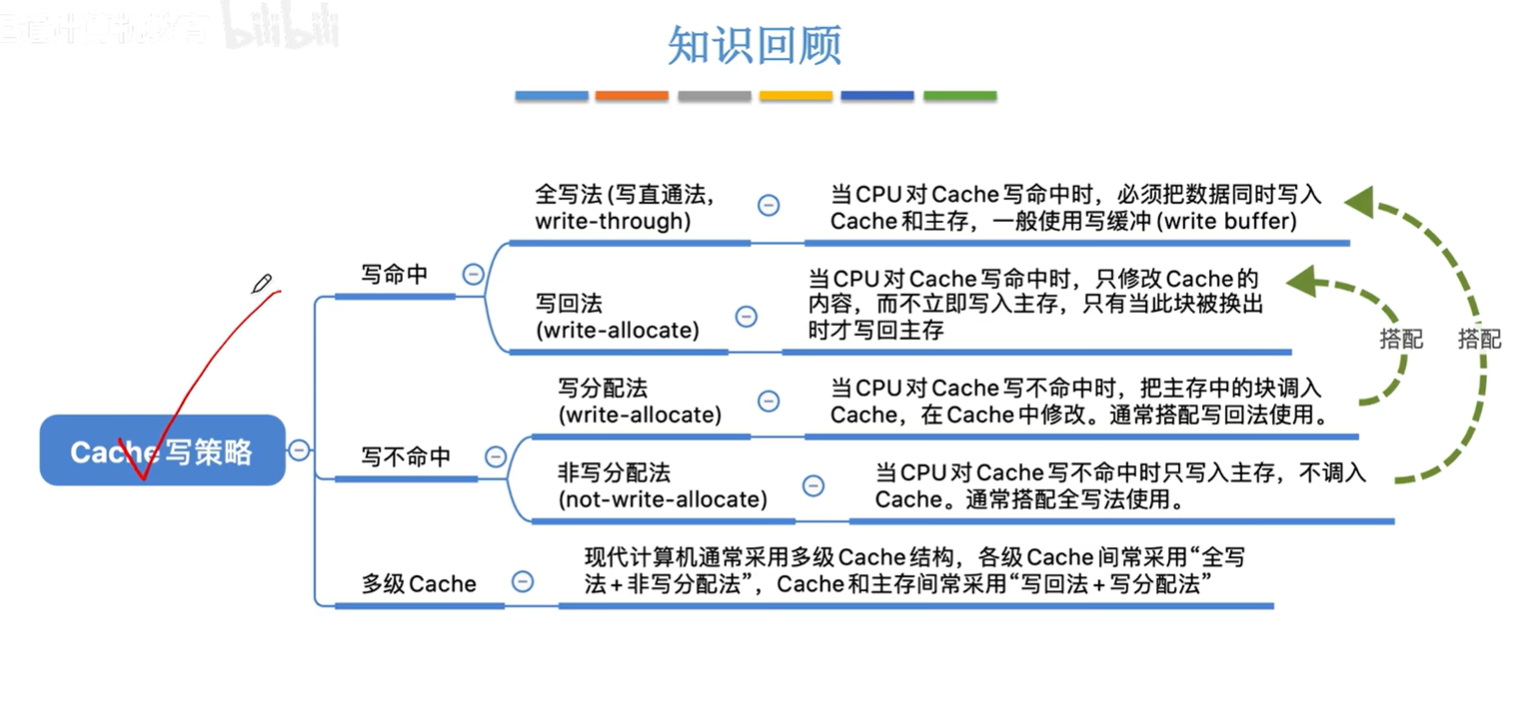 bilibili
知识回顾
全写法 (写直通法,
write-through)
当CPU对Cache写命中时，必须把数据同时写入
Cache和主存，一般使用写缓冲 (write buffer)
写命中
写回法
(write-allocate)
当CPU对Cache写命中时，只修改Cache的
内容，而不立即写入主存，只有当此块被换出
时才写回主存
搭配
搭配
Cache写策略
写不命中
写分配法
(write-allocate)
当CPU对Cache写不命中时，把主存中的块调入
Cache，在Cache中修改。通常搭配写回法使用。
非写分配法
(not-write-allocate)
当CPU对Cache写不命中时只写入主存，不调入
Cache。通常搭配全写法使用。
多级Cache
现代计算机通常采用多级Cache结构，各级Cache间常采用“全写
法+非写分配法”，Cache和主存间常采用“写回法+写分配法”